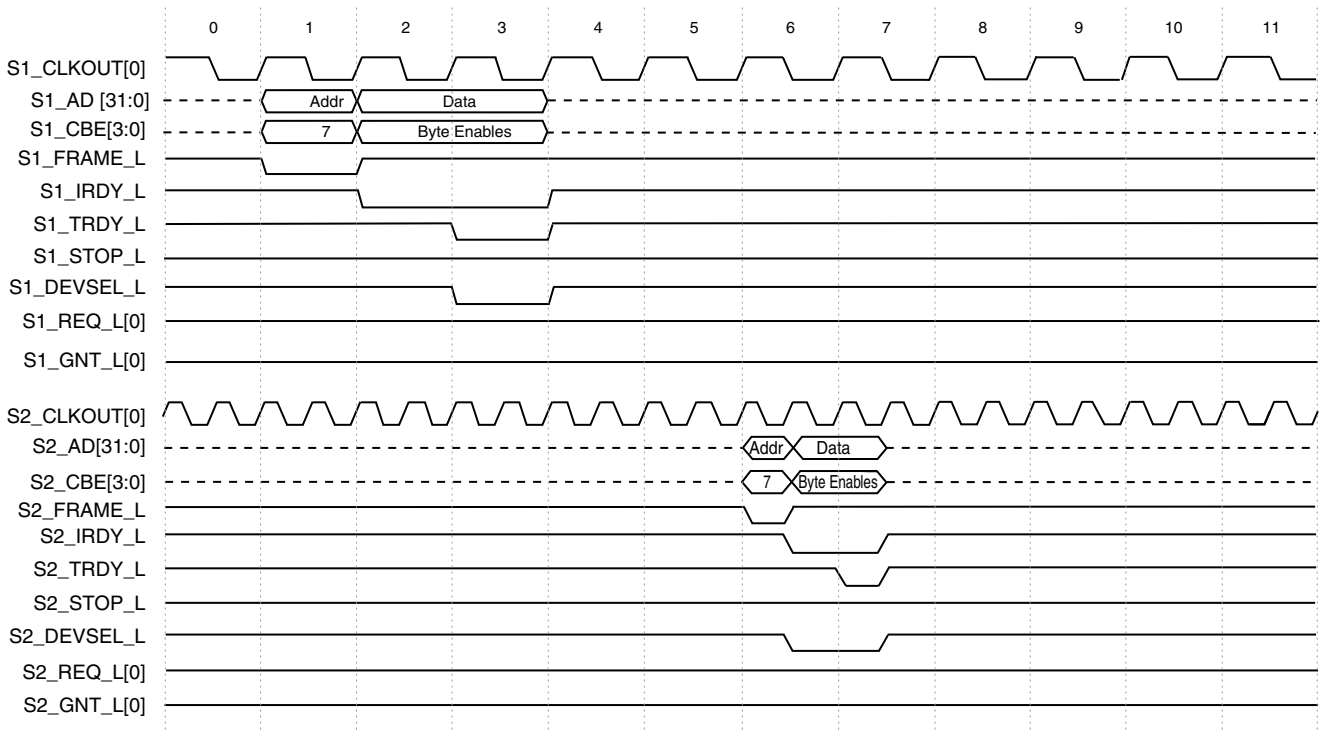 0 1 2 3 4 5 6 7 8 9 10 11
S1_CLKOUT[0]
S1_AD [31:0] Addr Data
S1_CBE[3:0] 7 Byte Enables
S1_FRAME_L
S1_IRDY_L
S1_TRDY_L
S1_STOP_L
S1_DEVSEL_L
S1_REQ_L[0]
S1_GNT_L[0]
S2_CLKOUT[0]
S2_AD[31:0] Addr Data
S2_CBE[3:0] 7 Byte Enables
S2_FRAME_L
S2_IRDY_L
S2_TRDY_L
S2_STOP_L
S2_DEVSEL_L
S2_REQ_L[0]
S2_GNT_L[0]